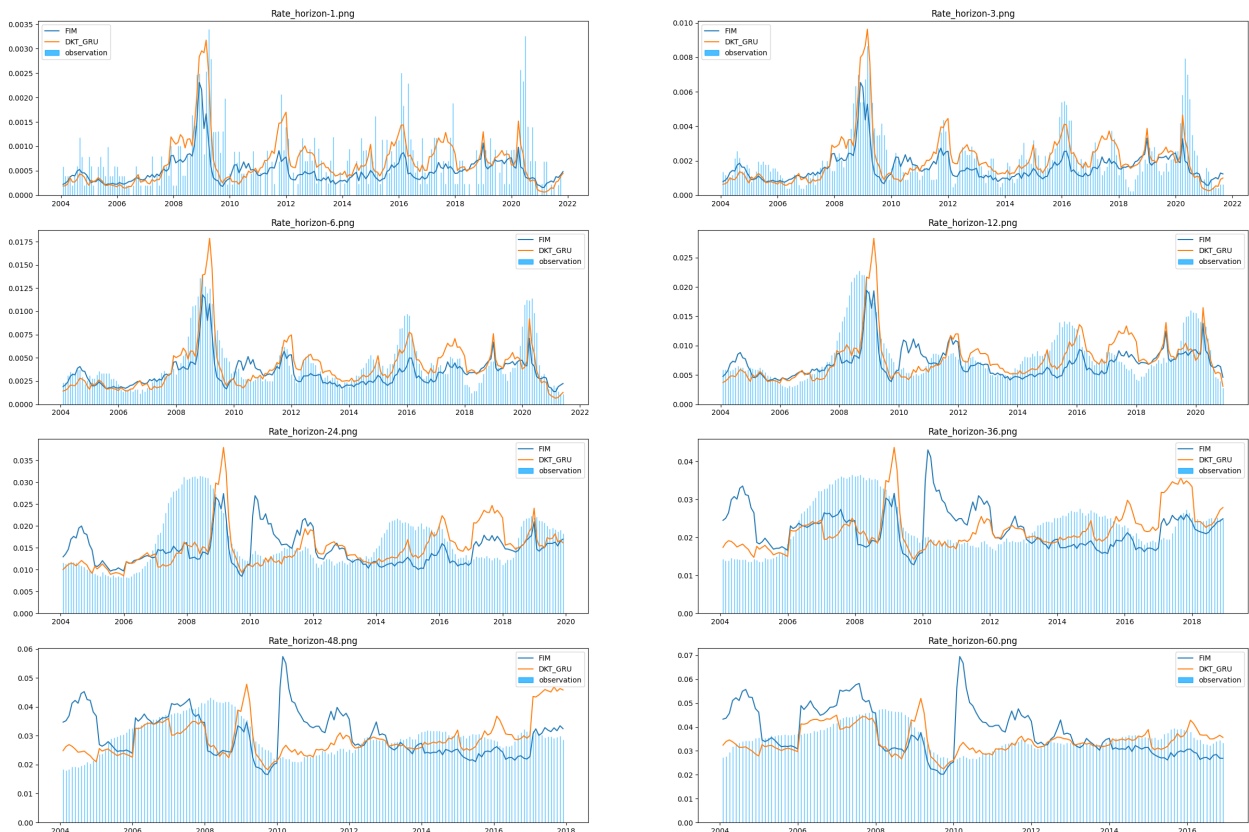 Rate_horizon-1.png
FIM
DKT_GRU
observation
0.0035
0.0030
0.0025
0.0020
0.0015
0.0010
0.0005
0.0000
2004 2006 2008 2010 2012 2014 2016 2018 2020 2022
Rate_horizon-3.png
FIM
DKT_GRU
observation
0.010
0.008
0.006
0.004
0.002
0.000
2004 2006 2008 2010 2012 2014 2016 2018 2020 2022
Rate_horizon-6.png
FIM
DKT_GRU
observation
0.0175
0.0150
0.0125
0.0100
0.0075
0.0050
0.0025
0.0000
2004 2006 2008 2010 2012 2014 2016 2018 2020 2022
Rate_horizon-12.png
FIM
DKT_GRU
observation
0.025
0.020
0.015
0.010
0.005
0.000
2004 2006 2008 2010 2012 2014 2016 2018 2020
Rate_horizon-24.png
FIM
DKT_GRU
observation
0.035
0.030
0.025
0.020
0.015
0.010
0.005
0.000
2004 2006 2008 2010 2012 2014 2016 2018 2020
Rate_horizon-36.png
FIM
DKT_GRU
observation
0.04
0.03
0.02
0.01
0.00
2004 2006 2008 2010 2012 2014 2016 2018
Rate_horizon-48.png
FIM
DKT_GRU
observation
0.06
0.05
0.04
0.03
0.02
0.01
0.00
2004 2006 2008 2010 2012 2014 2016 2018
Rate_horizon-60.png
FIM
DKT_GRU
observation
0.07
0.06
0.05
0.04
0.03
0.02
0.01
0.00
2004 2006 2008 2010 2012 2014 2016